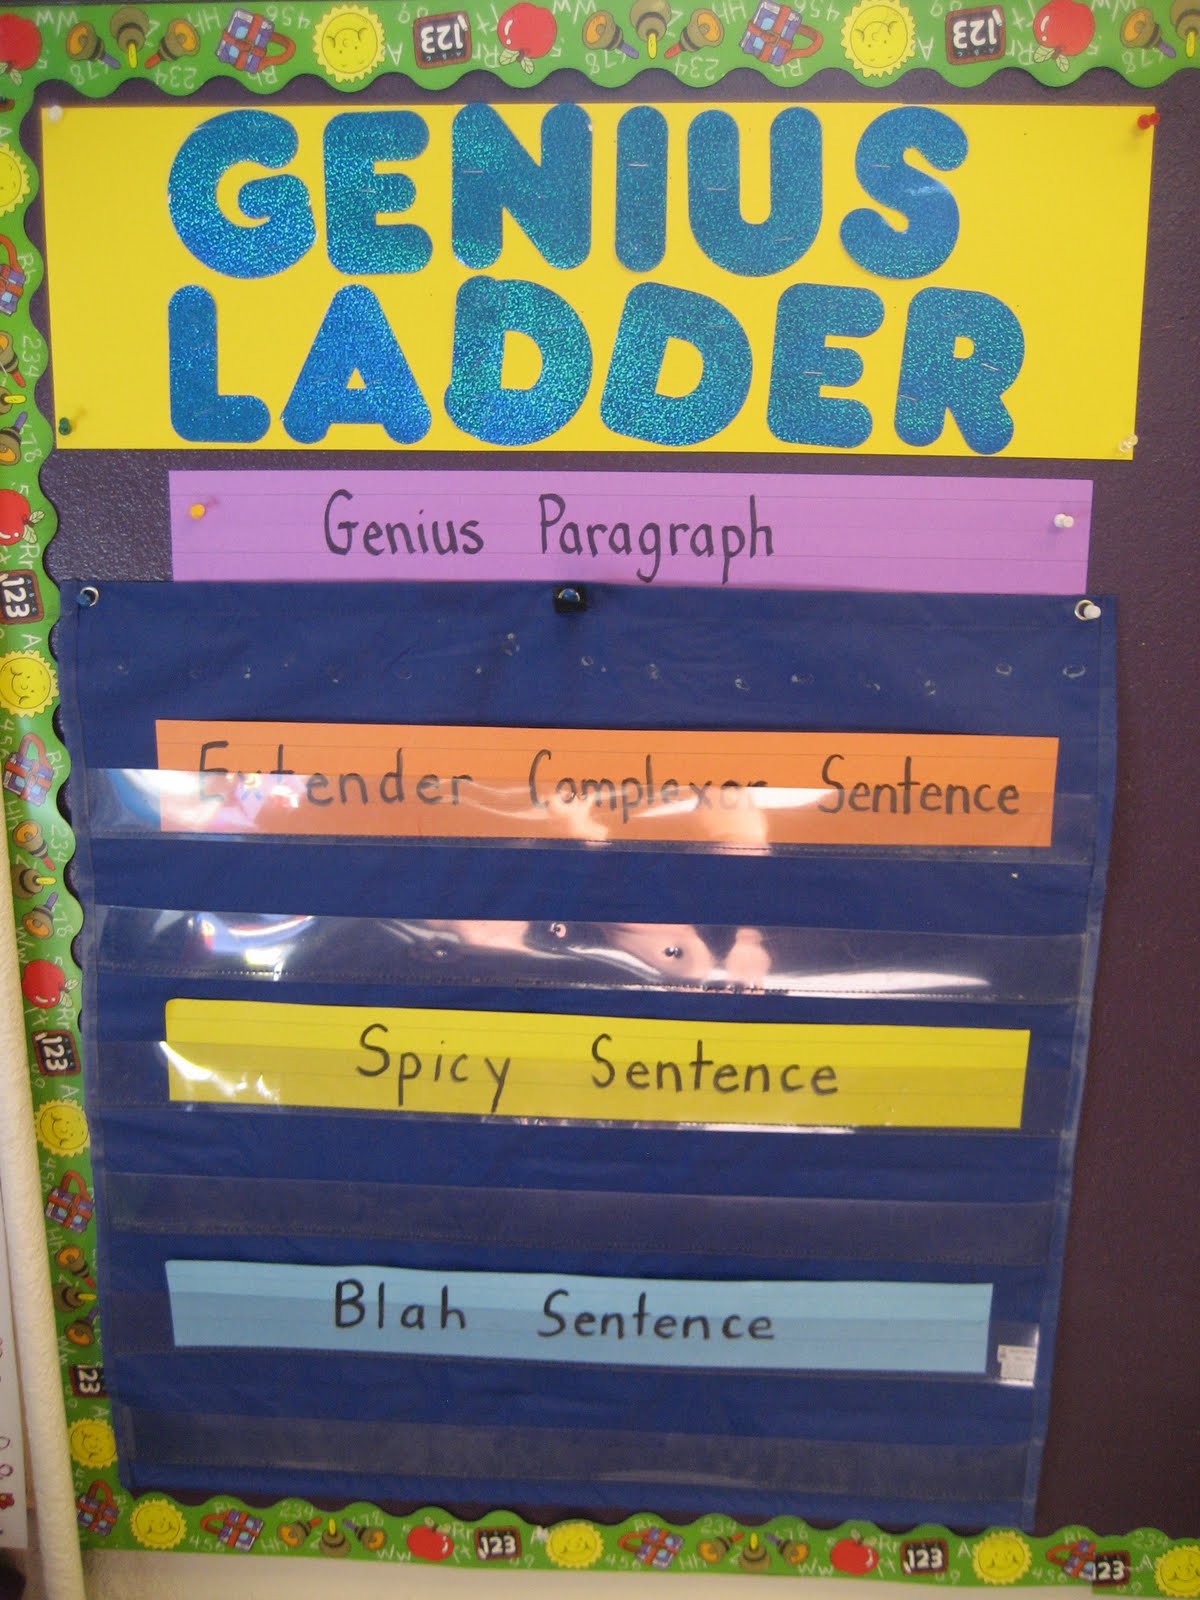 GENIUS
LADDER
Genius Paragraph
Extender Complexor Sentence
Spicy Sentence
Blah Sentence